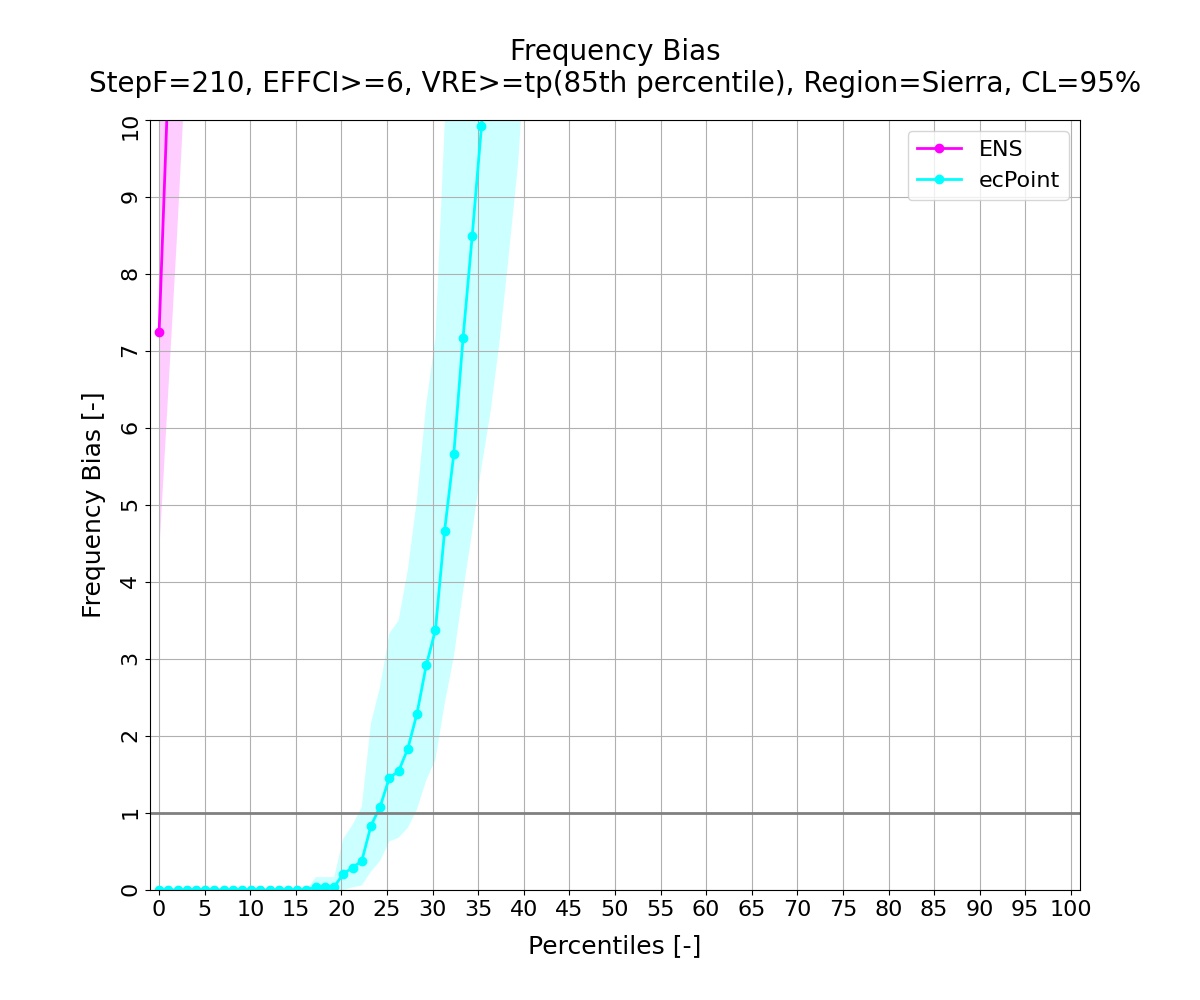 Frequency Bias
StepF=210, EFFCI>=6, VRE>=tp(85th percentile), Region=Sierra, CL=95%
ENS
ecPoint
Frequency Bias [-]
10
9
8
7
6
5
4
3
2
1
0
0 5 10 15 20 25 30 35 40 45 50 55 60 65 70 75 80 85 90 95 100
Percentiles [-]